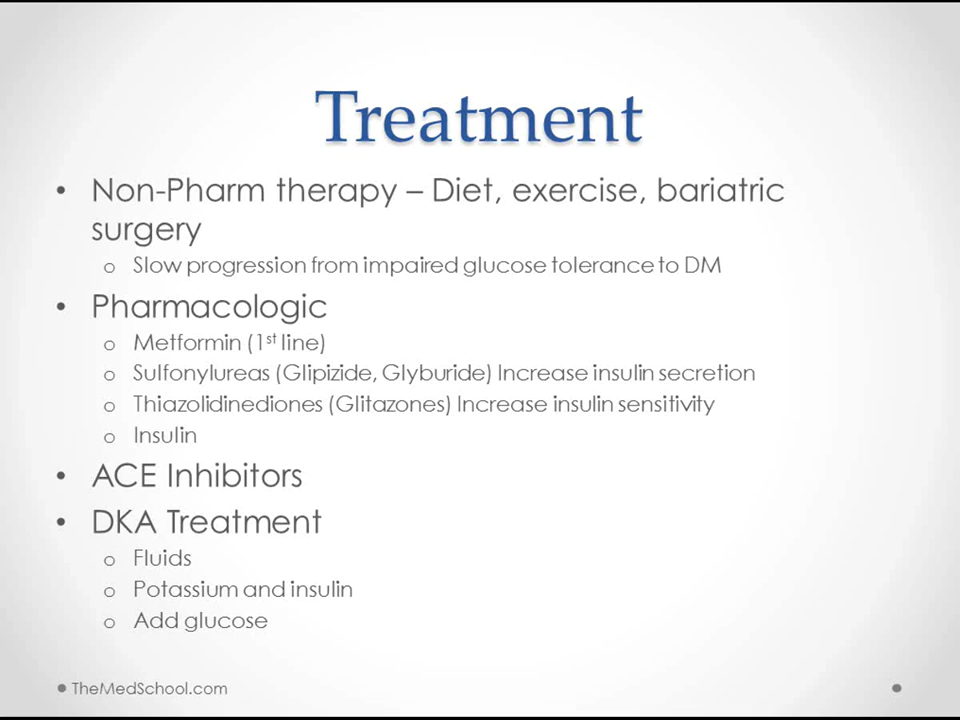 Treatment
• Non-Pharm therapy – Diet, exercise, bariatric
surgery
o Slow progression from impaired glucose tolerance to DM
• Pharmacologic
o Metformin (1st line)
o Sulfonylureas (Glipizide, Glyburide) Increase insulin secretion
o Thiazolidinediones (Glitazones) Increase insulin sensitivity
o Insulin
• ACE Inhibitors
• DKA Treatment
o Fluids
o Potassium and insulin
o Add glucose
TheMedSchool.com